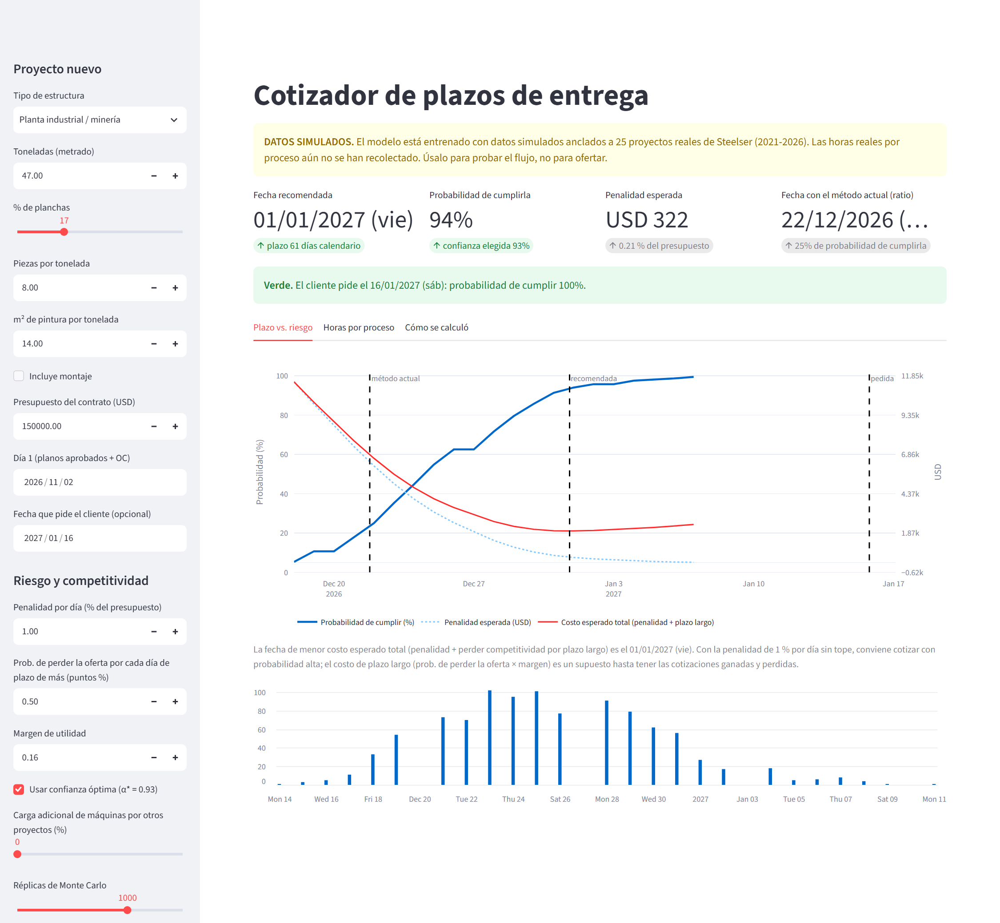 Proyecto nuevo
Tipo de estructura
Planta industrial / minería
Toneladas (metrado)
47.00
% de planchas
17
Piezas por tonelada
8.00
m² de pintura por tonelada
14.00
Incluye montaje
Presupuesto del contrato (USD)
150000.00
Día 1 (planos aprobados + OC)
2026 / 11 / 02
Fecha que pide el cliente (opcional)
2027 / 01 / 16
Riesgo y competitividad
Penalidad por día (% del presupuesto)
1.00
Prob. de perder la oferta por cada día de
plazo de más (puntos %)
0.50
Margen de utilidad
0.16
Usar confianza óptima (α* = 0.93)
Carga adicional de máquinas por otros
proyectos (%)
0
Réplicas de Monte Carlo
1000
Cotizador de plazos de entrega
DATOS SIMULADOS. El modelo está entrenado con datos simulados anclados a 25 proyectos reales de Steelser (2021-2026). Las horas reales por
proceso aún no se han recolectado. Úsalo para probar el flujo, no para ofertar.
Fecha recomendada
01/01/2027 (vie)
↑ plazo 61 días calendario
Probabilidad de cumplirla
94%
↑ confianza elegida 93%
Penalidad esperada
USD 322
↑ 0.21 % del presupuesto
Fecha con el método actual (ratio)
22/12/2026 (…
↑ 25% de probabilidad de cumplirla
Verde. El cliente pide el 16/01/2027 (sáb): probabilidad de cumplir 100%.
Plazo vs. riesgo Horas por proceso Cómo se calculó
método actual recomendada pedida
Probabilidad (%)
100
80
60
40
20
0
11.85k
9.35k
6.86k
4.37k
1.87k
−0.62k
USD
Dec 20 Dec 27 Jan 3 Jan 10 Jan 17
2026 2027
Probabilidad de cumplir (%) Penalidad esperada (USD) Costo esperado total (penalidad + plazo largo)
La fecha de menor costo esperado total (penalidad + perder competitividad por plazo largo) es el 01/01/2027 (vie). Con la penalidad de 1 % por día sin tope, conviene cotizar con
probabilidad alta; el costo de plazo largo (prob. de perder la oferta × margen) es un supuesto hasta tener las cotizaciones ganadas y perdidas.
100
80
60
40
20
0
Mon 14 Wed 16 Fri 18 Dec 20 Tue 22 Thu 24 Sat 26 Mon 28 Wed 30 2027 Jan 03 Tue 05 Thu 07 Sat 09 Mon 11